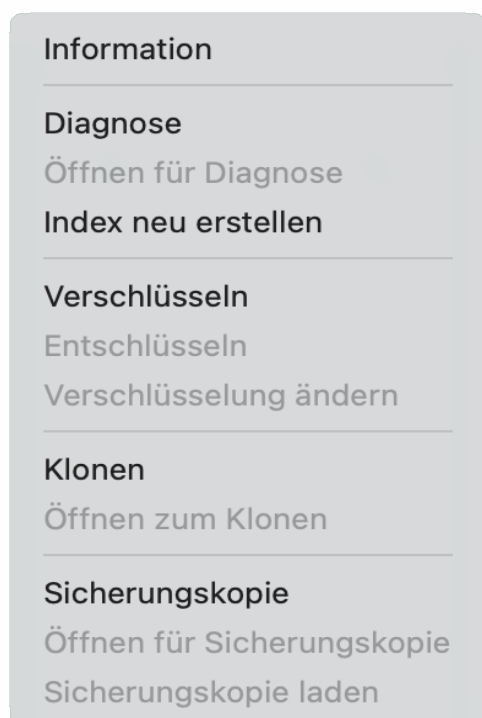 Information
Diagnose
Öffnen für Diagnose
Index neu erstellen
Verschlüsseln
Entschlüsseln
Verschlüsselung ändern
Klonen
Öffnen zum Klonen
Sicherungskopie
Öffnen für Sicherungskopie
Sicherungskopie laden